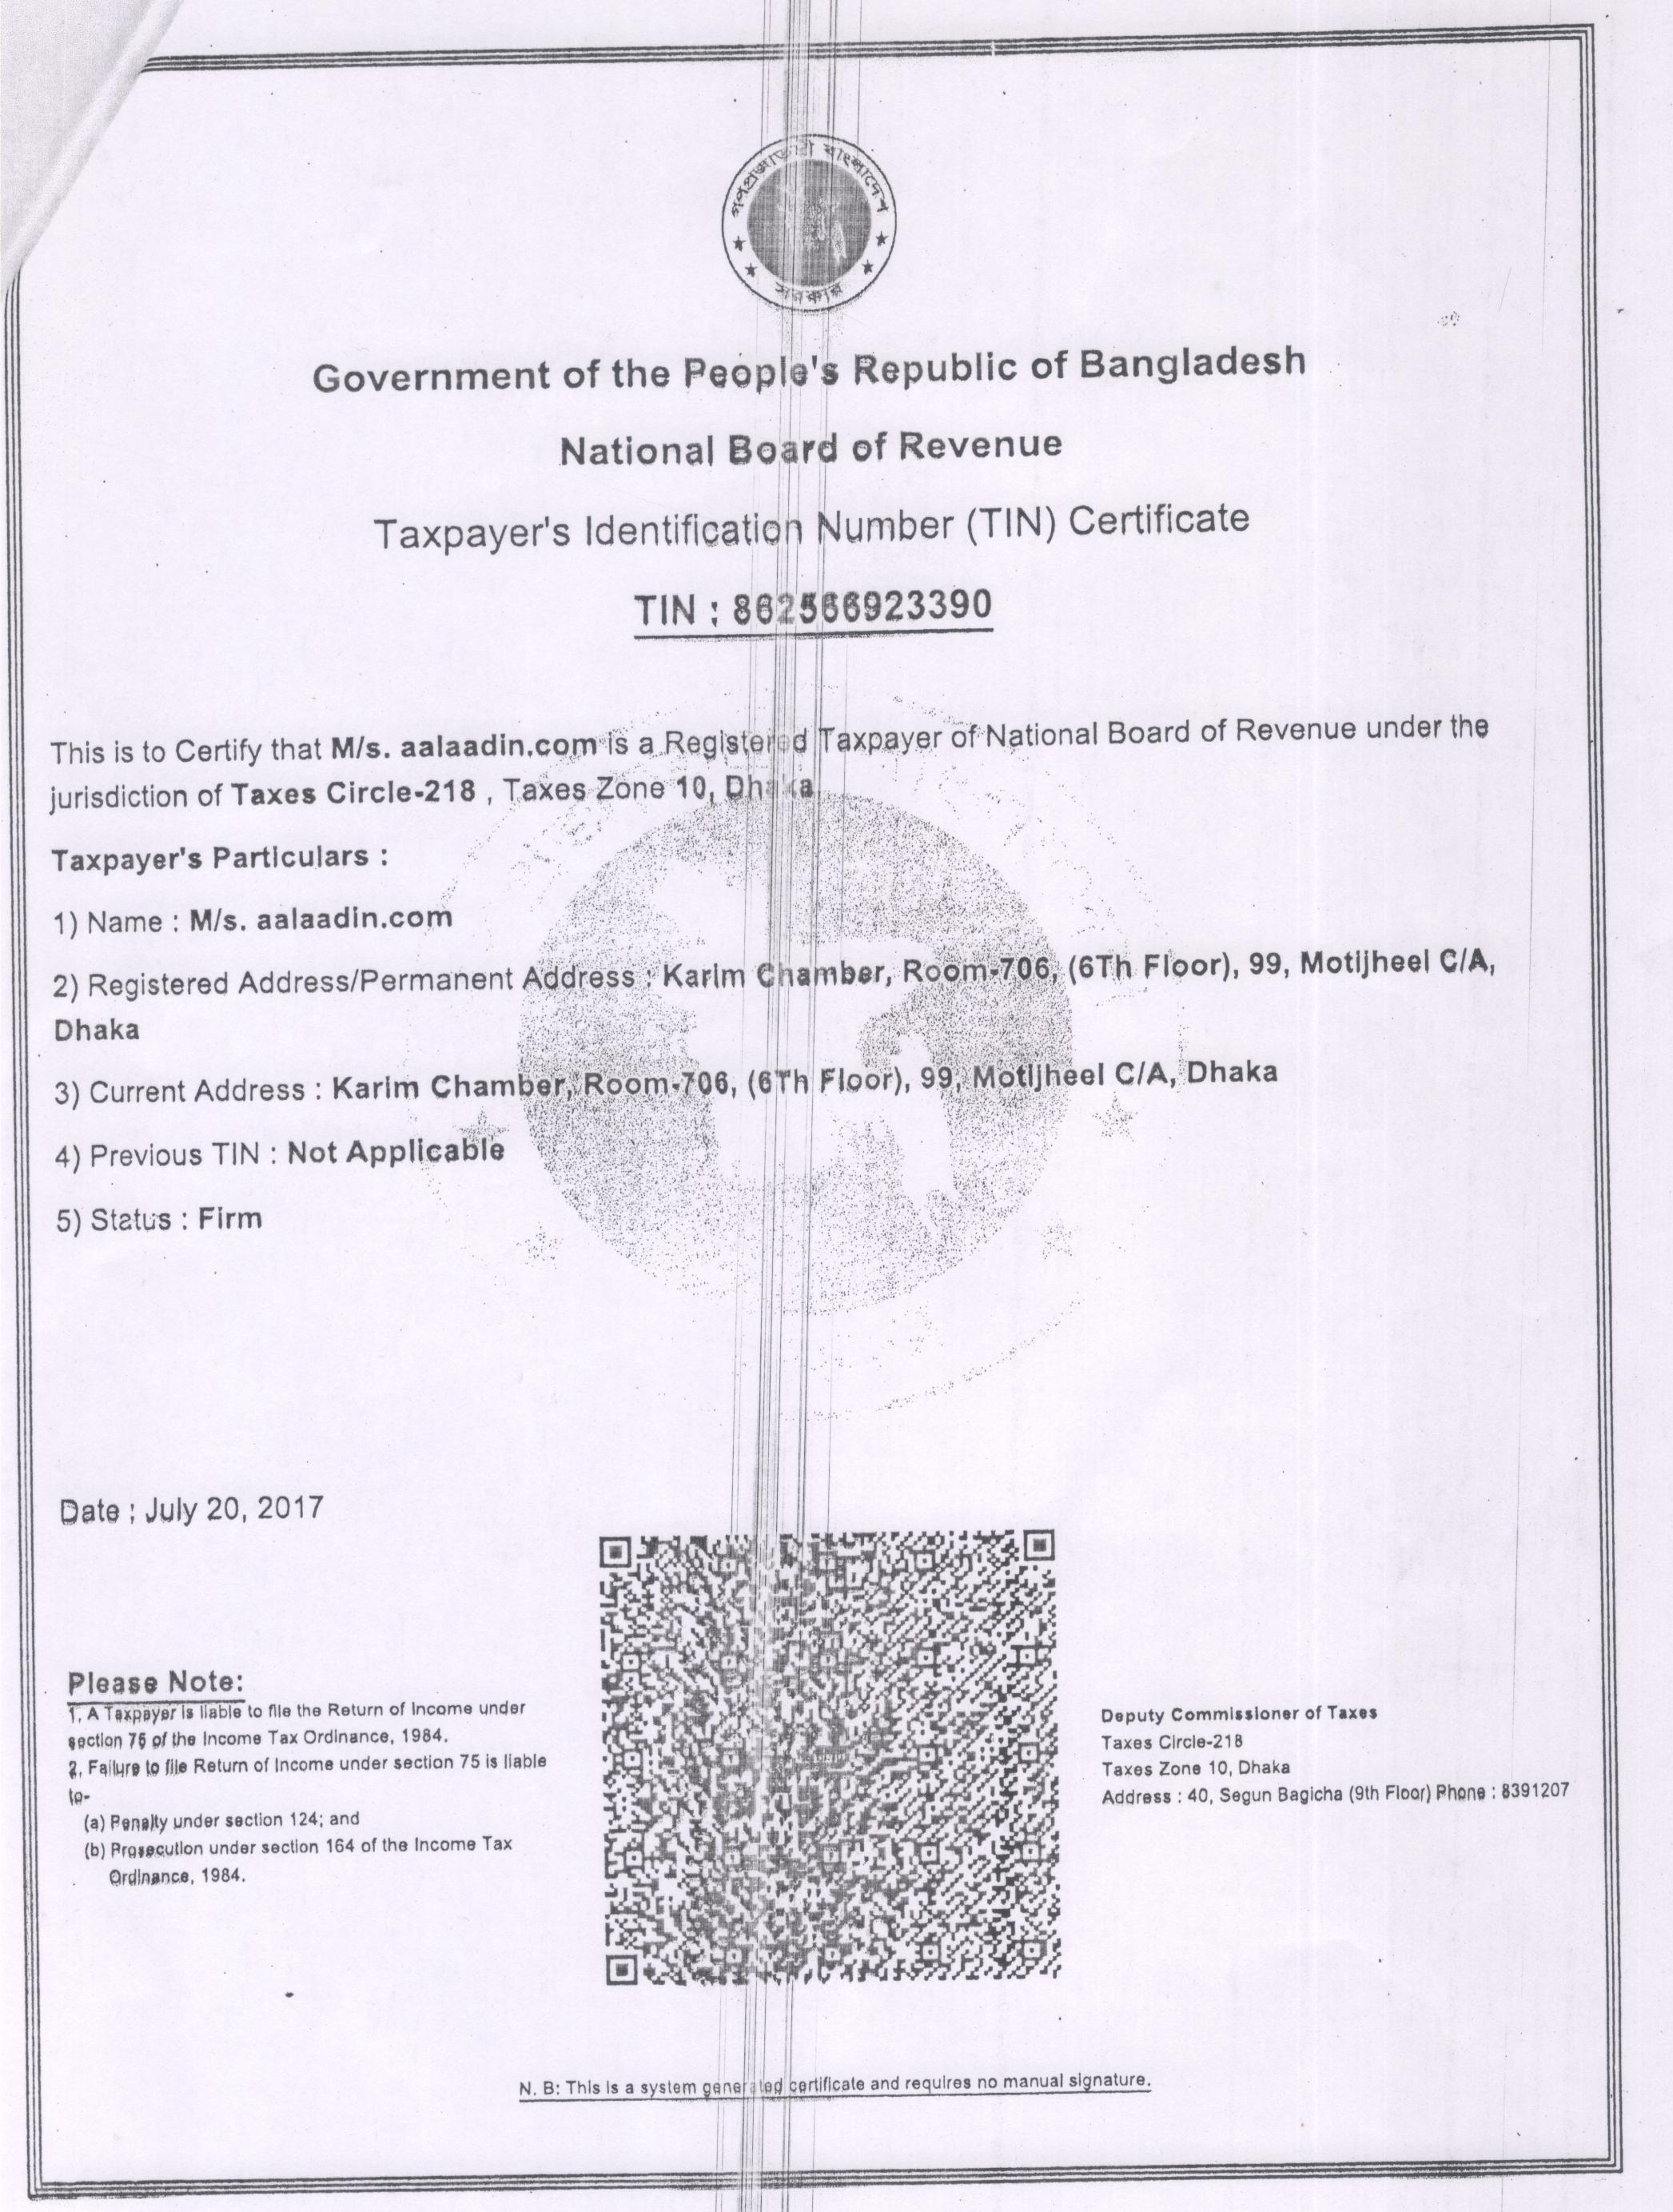 গণপ্রজাতন্ত্রী বাংলাদেশ
সরকার
Government of the People's Republic of Bangladesh
National Board of Revenue
Taxpayer's Identification Number (TIN) Certificate
TIN : 862566923390
This is to Certify that M/s. aalaadin.com is a Registered Taxpayer of National Board of Revenue under the
jurisdiction of Taxes Circle-218 , Taxes Zone 10, Dhaka
Taxpayer's Particulars :
1) Name : M/s. aalaadin.com
2) Registered Address/Permanent Address : Karim Chamber, Room-706, (6Th Floor), 99, Motijheel C/A,
Dhaka
3) Current Address : Karim Chamber, Room-706, (6Th Floor), 99, Motijheel C/A, Dhaka
4) Previous TIN : Not Applicable
5) Status : Firm
Date : July 20, 2017
Please Note:
1. A Taxpayer is liable to file the Return of Income under
section 75 of the Income Tax Ordinance, 1984.
2. Failure to file Return of Income under section 75 is liable
to-
(a) Penalty under section 124; and
(b) Prosecution under section 164 of the Income Tax
Ordinance, 1984.
Deputy Commissioner of Taxes
Taxes Circle-218
Taxes Zone 10, Dhaka
Address : 40, Segun Bagicha (9th Floor) Phone : 8391207
N. B: This is a system generated certificate and requires no manual signature.